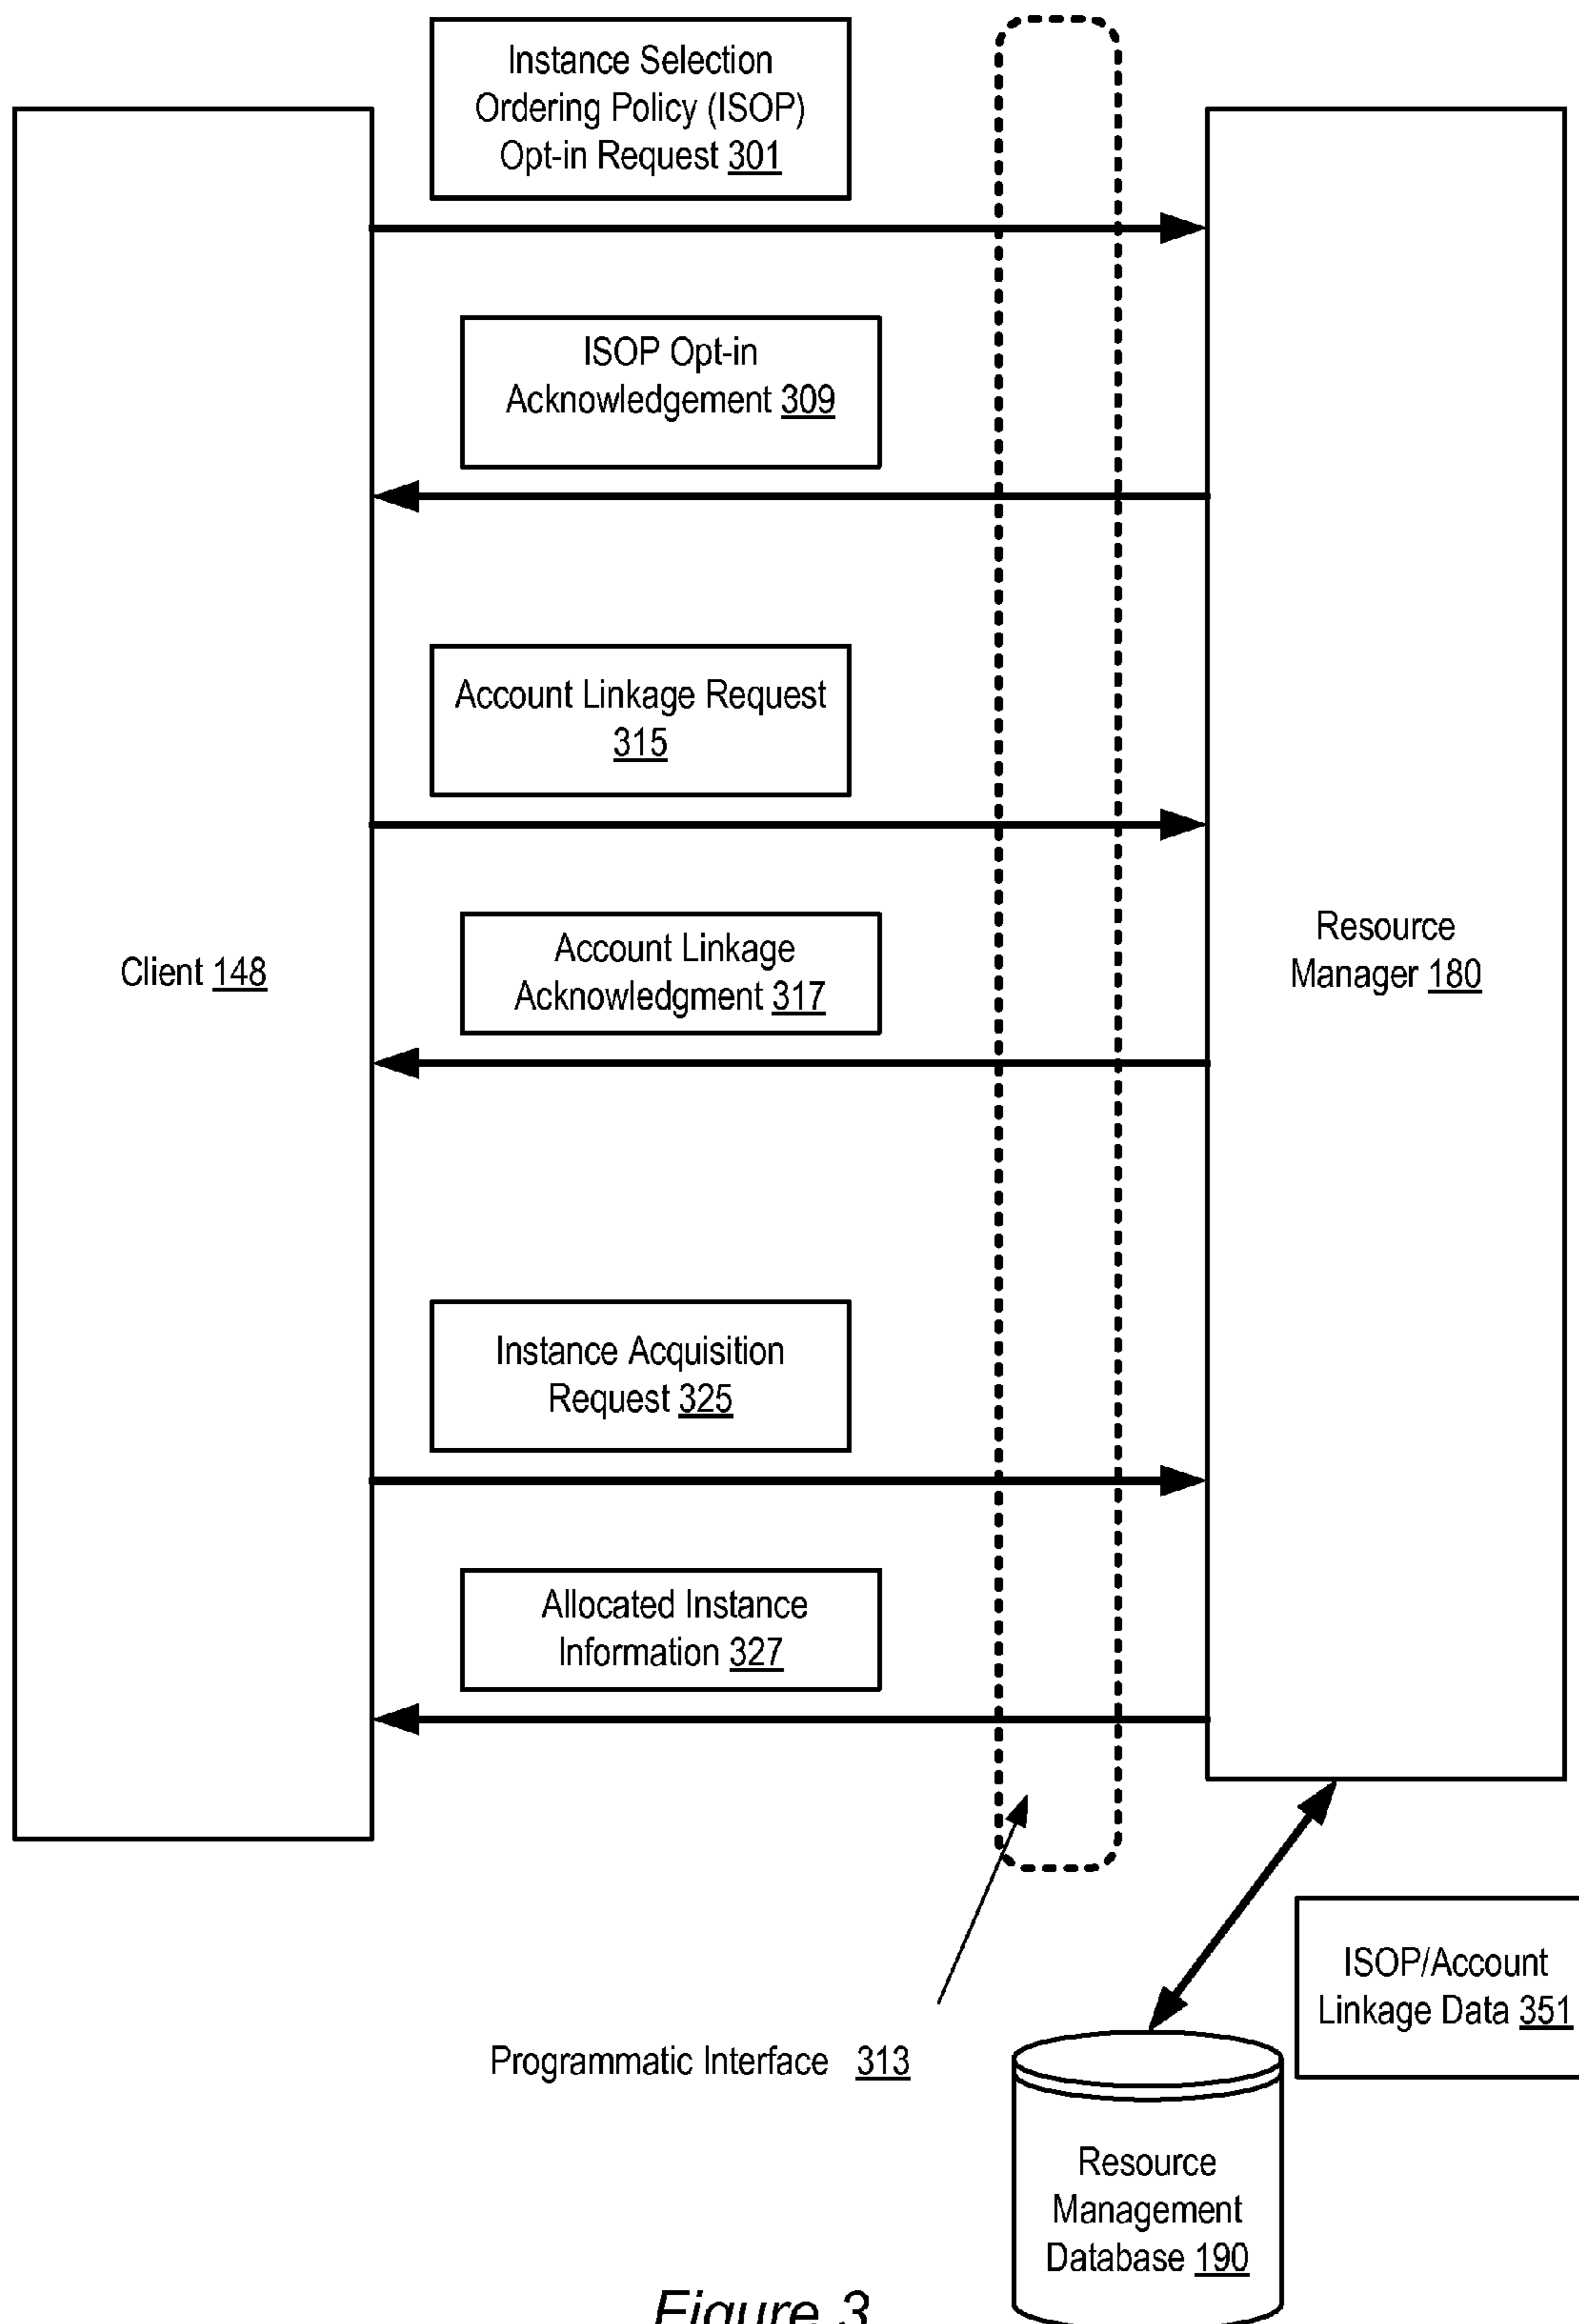 Instance Selection
Ordering Policy (ISOP)
Opt-in Request 301
ISOP Opt-in
Acknowledgement 309
Account Linkage Request
315
Client 148
Account Linkage
Acknowledgment 317
Resource
Manager 180
Instance Acquisition
Request 325
Allocated Instance
Information 327
ISOP/Account
Linkage Data 351
Programmatic Interface 313
Resource
Management
Database 190
Figure 3